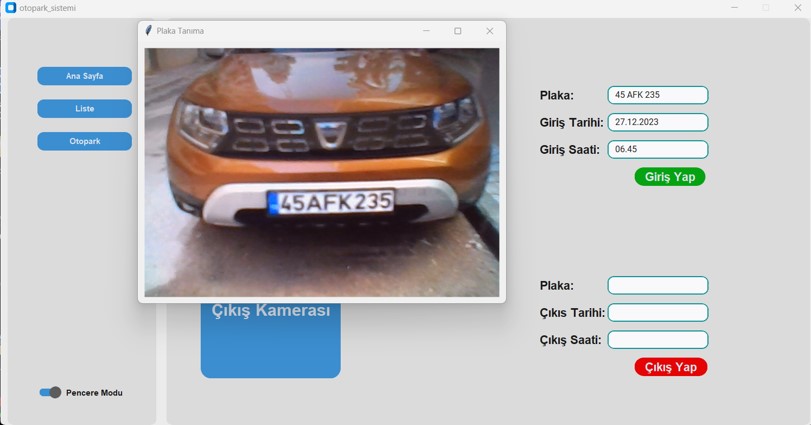 otopark_sistemi
Plaka Tanıma
Ana Sayfa
Liste
Otopark
45AFK235
Çıkış Kamerası
Pencere Modu
Plaka: 45 AFK 235
Giriş Tarihi: 27.12.2023
Giriş Saati: 06.45
Giriş Yap
Plaka:
Çıkıs Tarihi:
Çıkış Saati:
Çıkış Yap